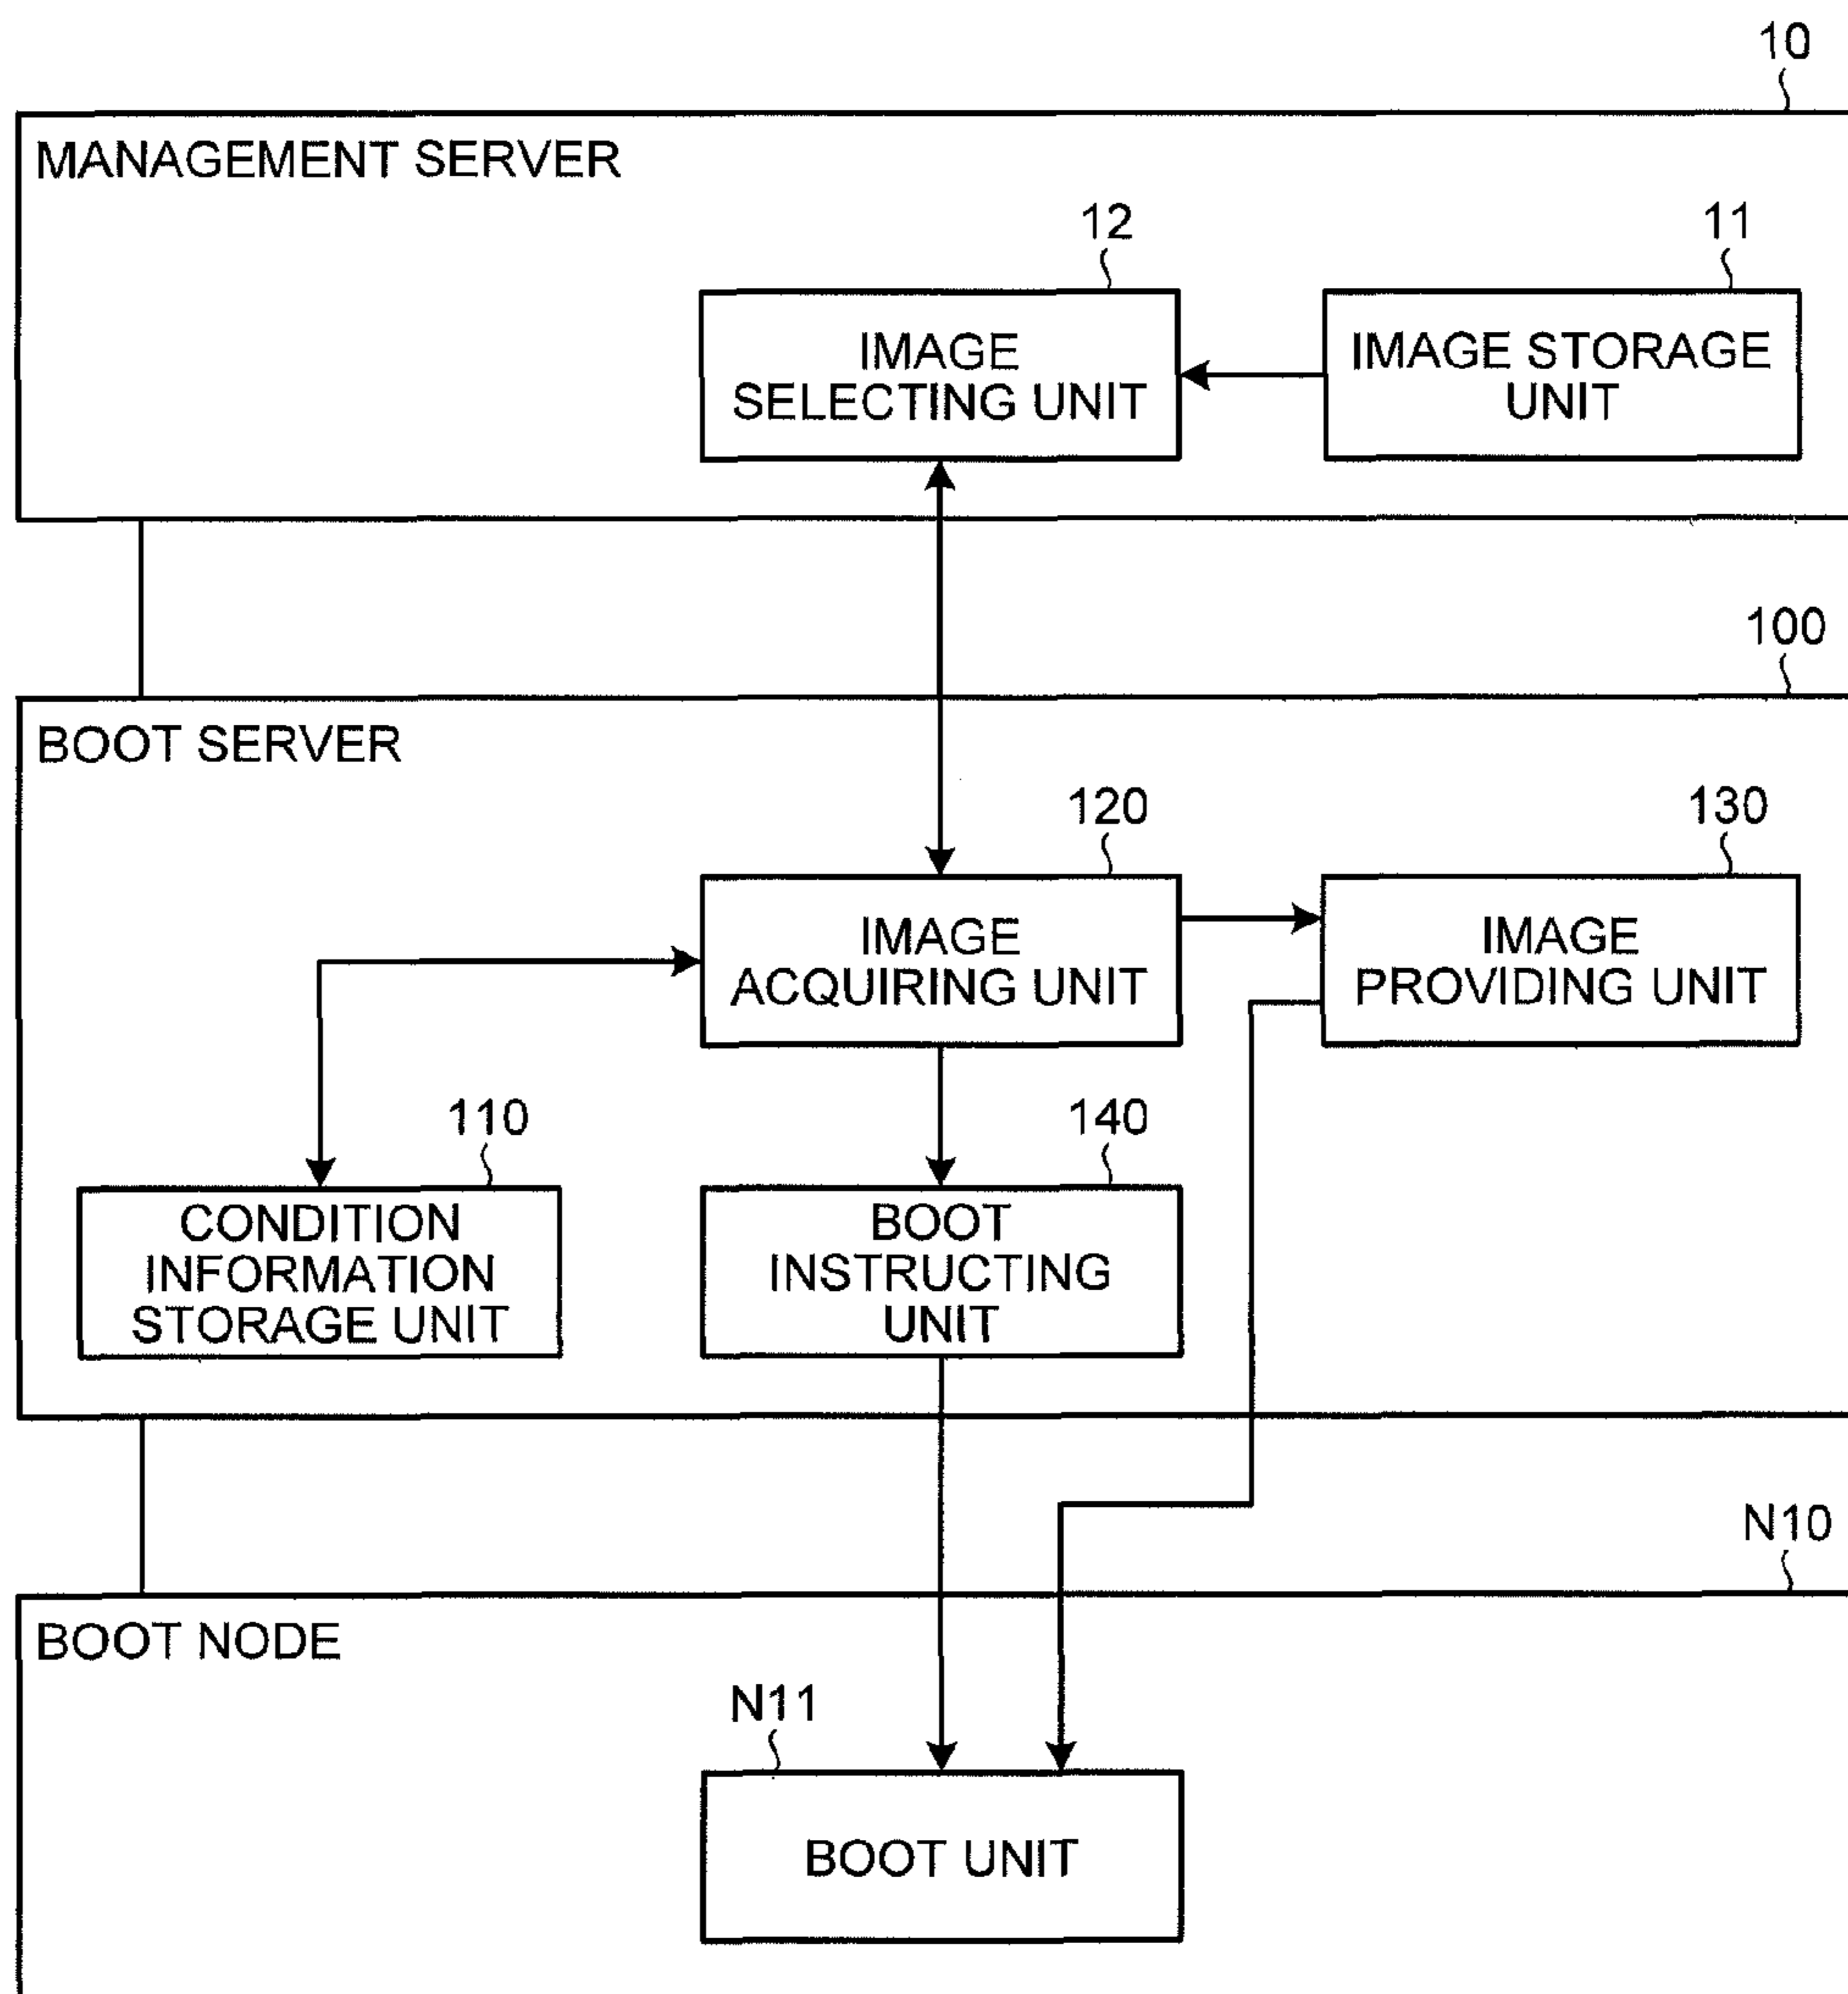 10
MANAGEMENT SERVER
12
11
IMAGE
SELECTING UNIT
IMAGE STORAGE
UNIT
100
BOOT SERVER
120
130
IMAGE
ACQUIRING UNIT
IMAGE
PROVIDING UNIT
110
140
CONDITION
INFORMATION
STORAGE UNIT
BOOT
INSTRUCTING
UNIT
N10
BOOT NODE
N11
BOOT UNIT